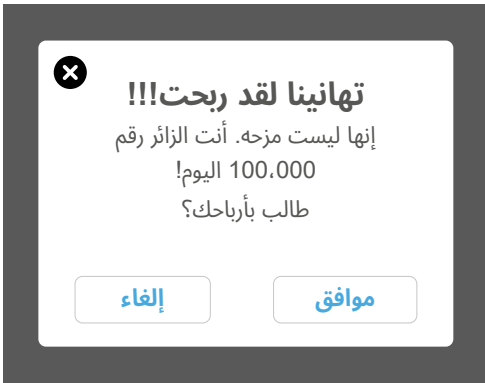 تهانينا لقد ربحت!!!
إنها ليست مزحه. أنت الزائر رقم
100،000 اليوم!
طالب بأرباحك؟
موافق
إلغاء